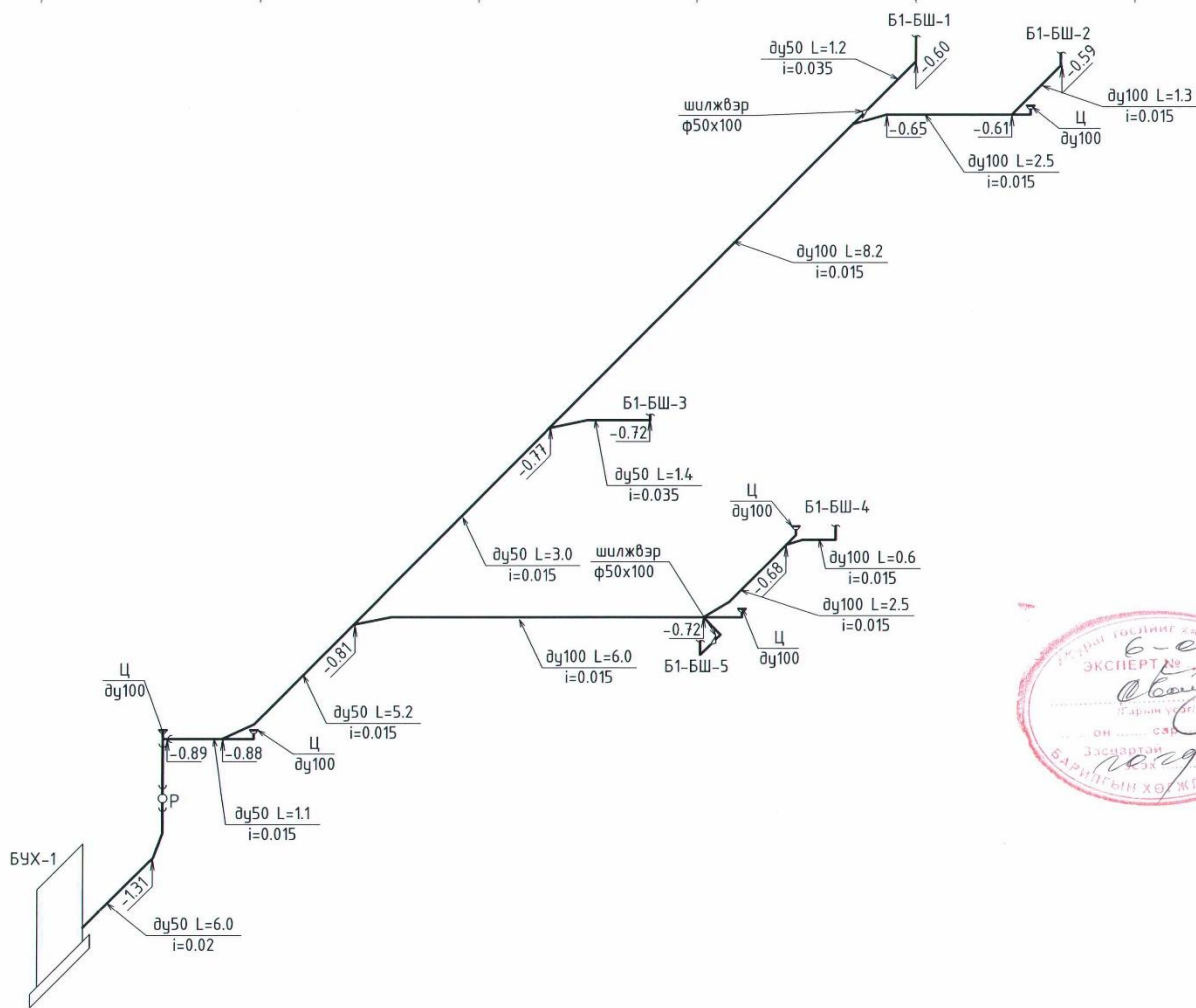 Б1-БШ-1
Б1-БШ-2
ду50 L=1.2
i=0.035
-0.60
-0.59
ду100 L=1.3
i=0.015
шилжвэр
ф50х100
-0.65
-0.61
Ц
ду100
ду100 L=2.5
i=0.015
ду100 L=8.2
i=0.015
Б1-БШ-3
-0.77
-0.72
ду50 L=1.4
i=0.035
Ц
ду100
Б1-БШ-4
ду50 L=3.0
i=0.015
шилжвэр
ф50х100
-0.68
ду100 L=0.6
i=0.015
ду100 L=2.5
i=0.015
-0.81
-0.72
Б1-БШ-5
Ц
ду100
ду100 L=6.0
i=0.015
Ц
ду100
ду50 L=5.2
i=0.015
-0.89
-0.88
Ц
ду100
Р
ду50 L=1.1
i=0.015
БУХ-1
-1.31
ду50 L=6.0
i=0.02
ЭКСПЕРТ №
он
сар